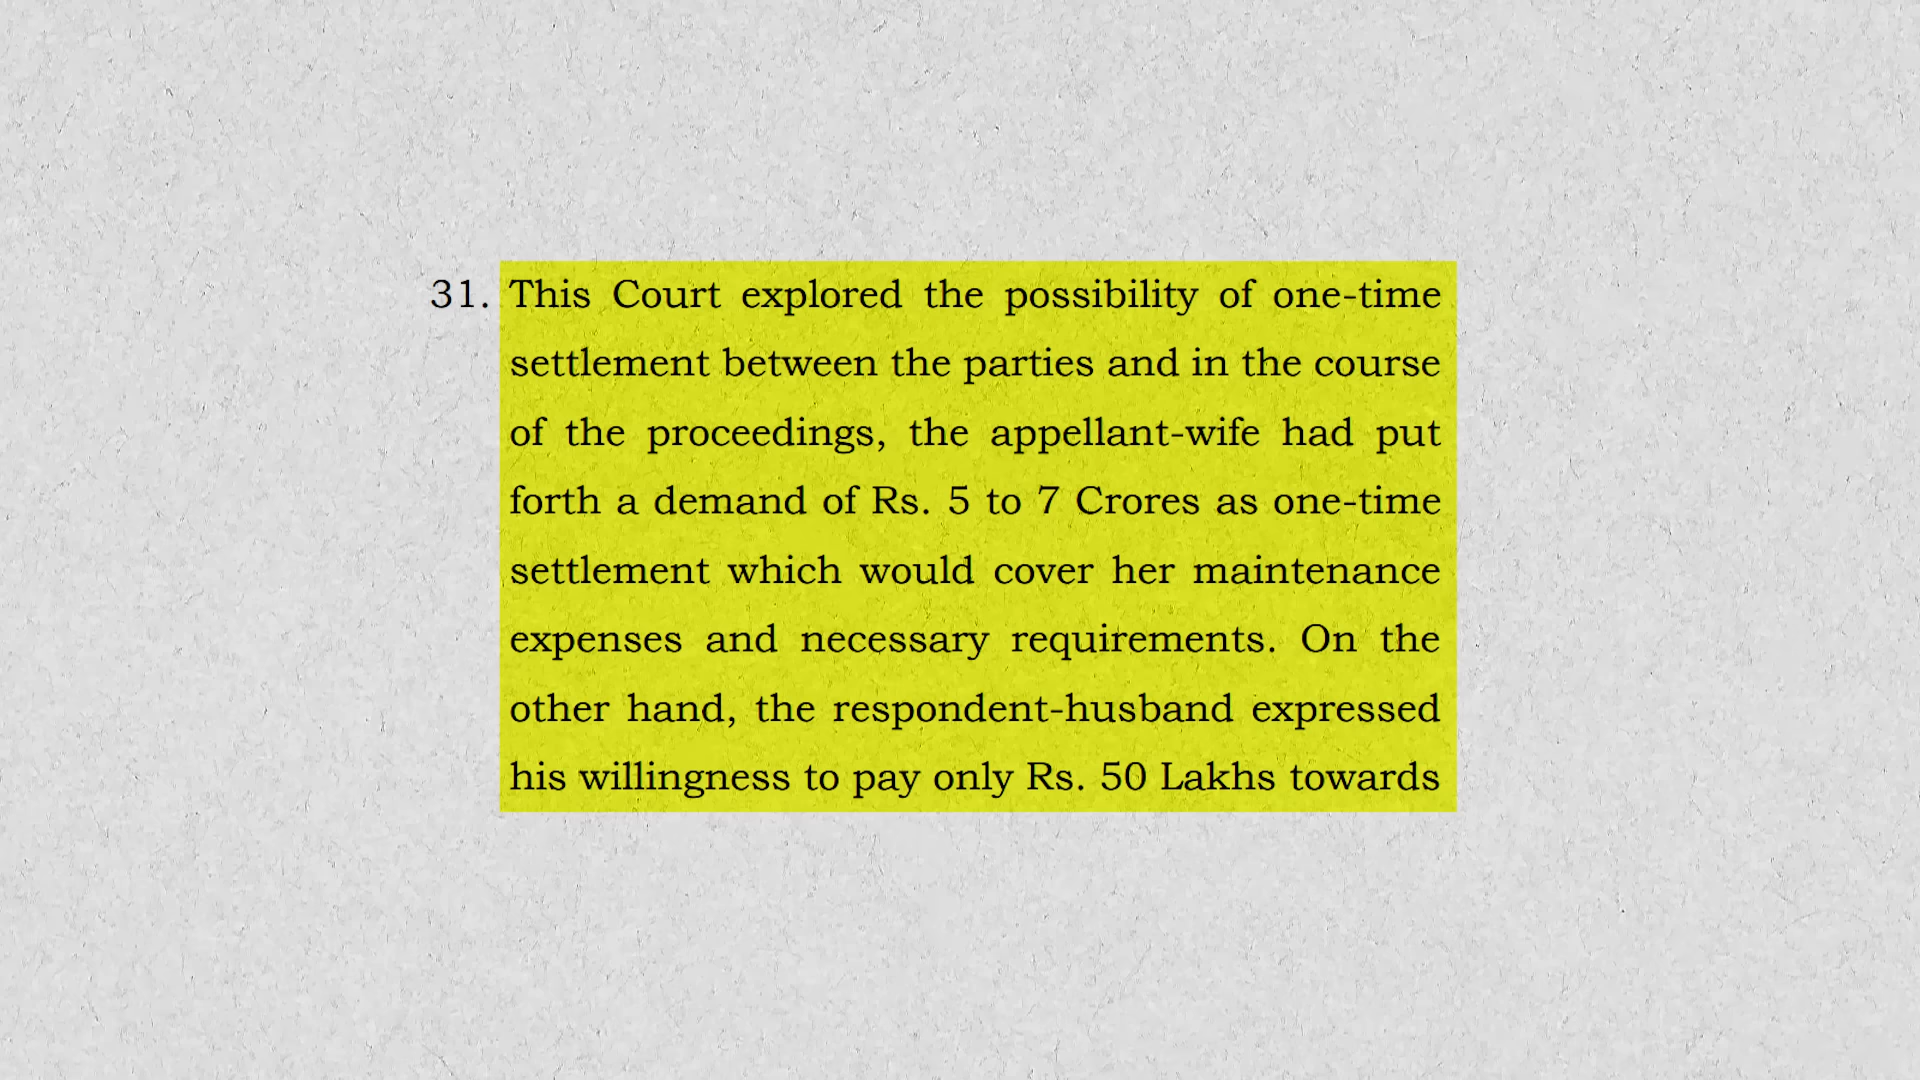 31. This Court explored the possibility of one-time
settlement between the parties and in the course
of the proceedings, the appellant-wife had put
forth a demand of Rs. 5 to 7 Crores as one-time
settlement which would cover her maintenance
expenses and necessary requirements. On the
other hand, the respondent-husband expressed
his willingness to pay only Rs. 50 Lakhs towards